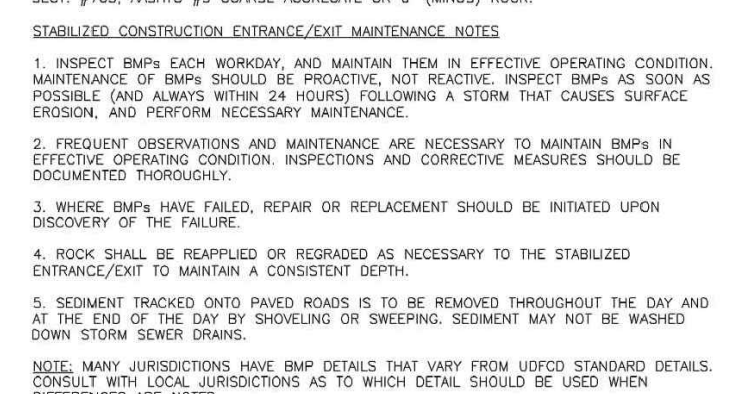 STABILIZED CONSTRUCTION ENTRANCE/EXIT MAINTENANCE NOTES
1. INSPECT BMPs EACH WORKDAY, AND MAINTAIN THEM IN EFFECTIVE OPERATING CONDITION.
MAINTENANCE OF BMPs SHOULD BE PROACTIVE, NOT REACTIVE. INSPECT BMPs AS SOON AS
POSSIBLE (AND ALWAYS WITHIN 24 HOURS) FOLLOWING A STORM THAT CAUSES SURFACE
EROSION, AND PERFORM NECESSARY MAINTENANCE.
2. FREQUENT OBSERVATIONS AND MAINTENANCE ARE NECESSARY TO MAINTAIN BMPs IN
EFFECTIVE OPERATING CONDITION. INSPECTIONS AND CORRECTIVE MEASURES SHOULD BE
DOCUMENTED THOROUGHLY.
3. WHERE BMPs HAVE FAILED, REPAIR OR REPLACEMENT SHOULD BE INITIATED UPON
DISCOVERY OF THE FAILURE.
4. ROCK SHALL BE REAPPLIED OR REGRADED AS NECESSARY TO THE STABILIZED
ENTRANCE/EXIT TO MAINTAIN A CONSISTENT DEPTH.
5. SEDIMENT TRACKED ONTO PAVED ROADS IS TO BE REMOVED THROUGHOUT THE DAY AND
AT THE END OF THE DAY BY SHOVELING OR SWEEPING. SEDIMENT MAY NOT BE WASHED
DOWN STORM SEWER DRAINS.
NOTE: MANY JURISDICTIONS HAVE BMP DETAILS THAT VARY FROM UDFCD STANDARD DETAILS.
CONSULT WITH LOCAL JURISDICTIONS AS TO WHICH DETAIL SHOULD BE USED WHEN
DIFFERENCES ARE NOTED.